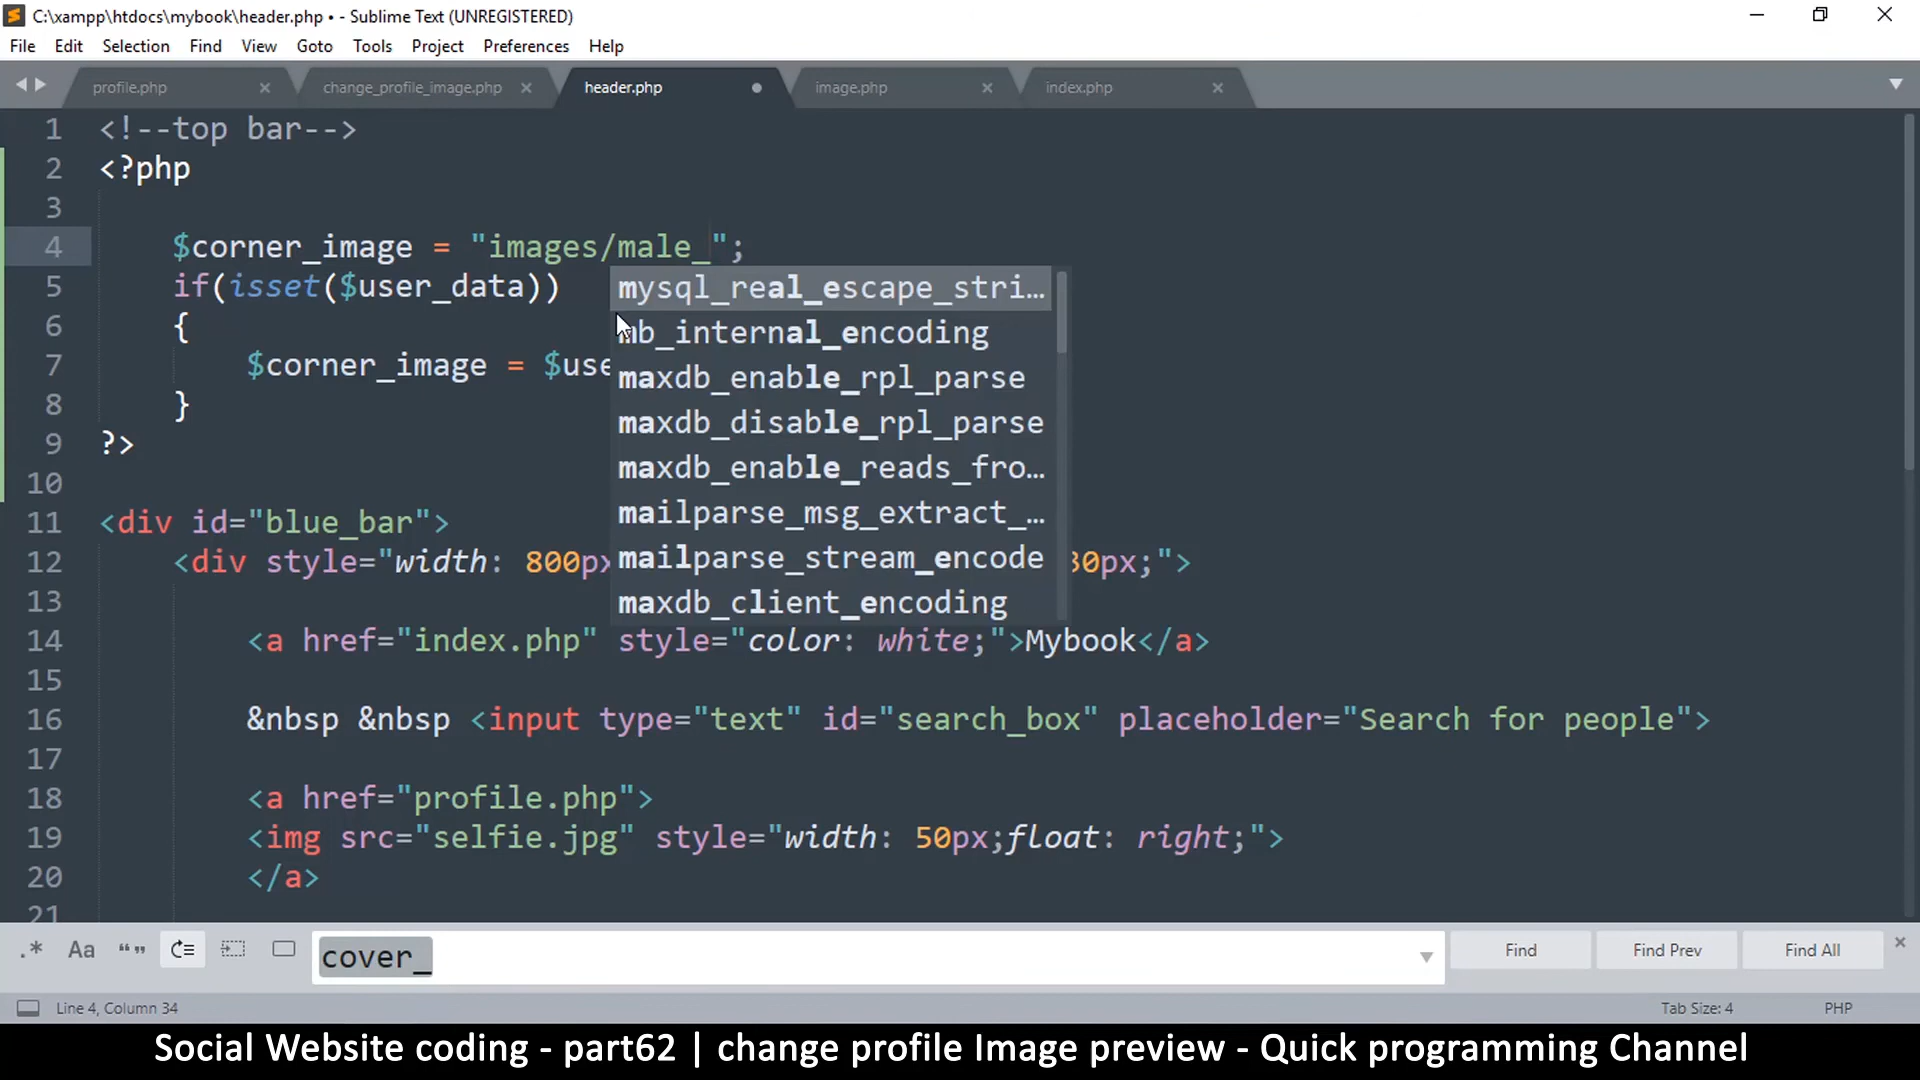 C:\xampp\htdocs\mybook\header.php • - Sublime Text (UNREGISTERED)
File Edit Selection Find View Goto Tools Project Preferences Help
profile.php change_profile_image.php header.php image.php index.php
1 <!--top bar-->
2 <?php
3
4 $corner_image = "images/male_";
5 if(isset($user_data))
6 {
7 $corner_image = $use
8 }
9 ?>
10
mysql_real_escape_stri…
mb_internal_encoding
maxdb_enable_rpl_parse
maxdb_disable_rpl_parse
maxdb_enable_reads_fro…
mailparse_msg_extract_…
mailparse_stream_encode
maxdb_client_encoding
11 <div id="blue_bar">
12 <div style="width: 800px 30px;">
13
14 <a href="index.php" style="color: white;">Mybook</a>
15
16 &nbsp &nbsp <input type="text" id="search_box" placeholder="Search for people">
17
18 <a href="profile.php">
19 <img src="selfie.jpg" style="width: 50px;float: right;">
20 </a>
21
.* Aa “” cover_ Find Find Prev Find All
Line 4, Column 34 Tab Size: 4 PHP
Social Website coding - part62 | change profile Image preview - Quick programming Channel